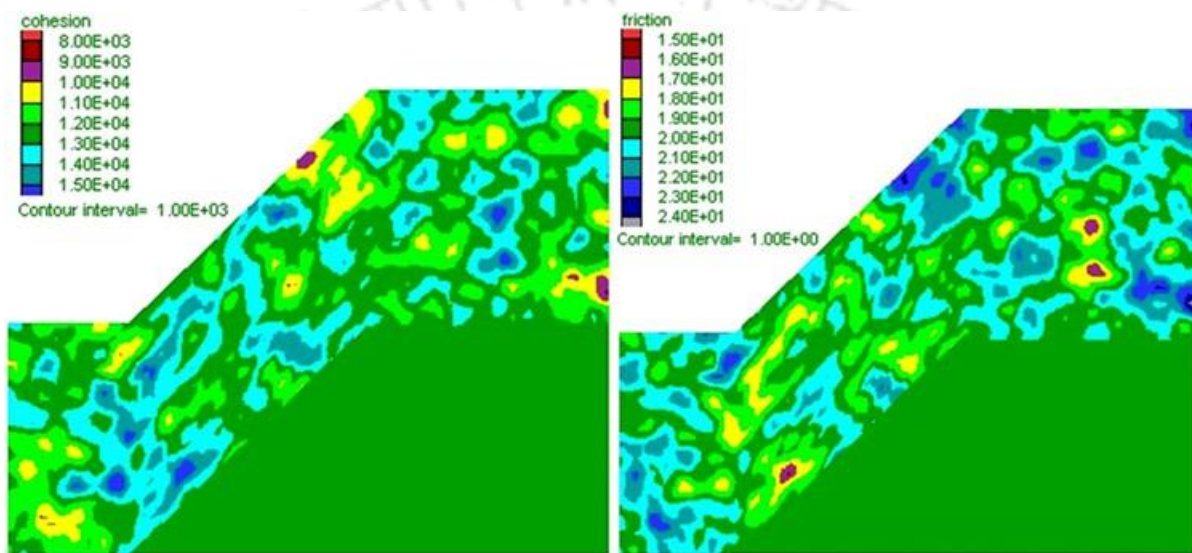 cohesion
8.00E+03
9.00E+03
1.00E+04
1.10E+04
1.20E+04
1.30E+04
1.40E+04
1.50E+04
Contour interval= 1.00E+03
friction
1.50E+01
1.60E+01
1.70E+01
1.80E+01
1.90E+01
2.00E+01
2.10E+01
2.20E+01
2.30E+01
2.40E+01
Contour interval= 1.00E+00